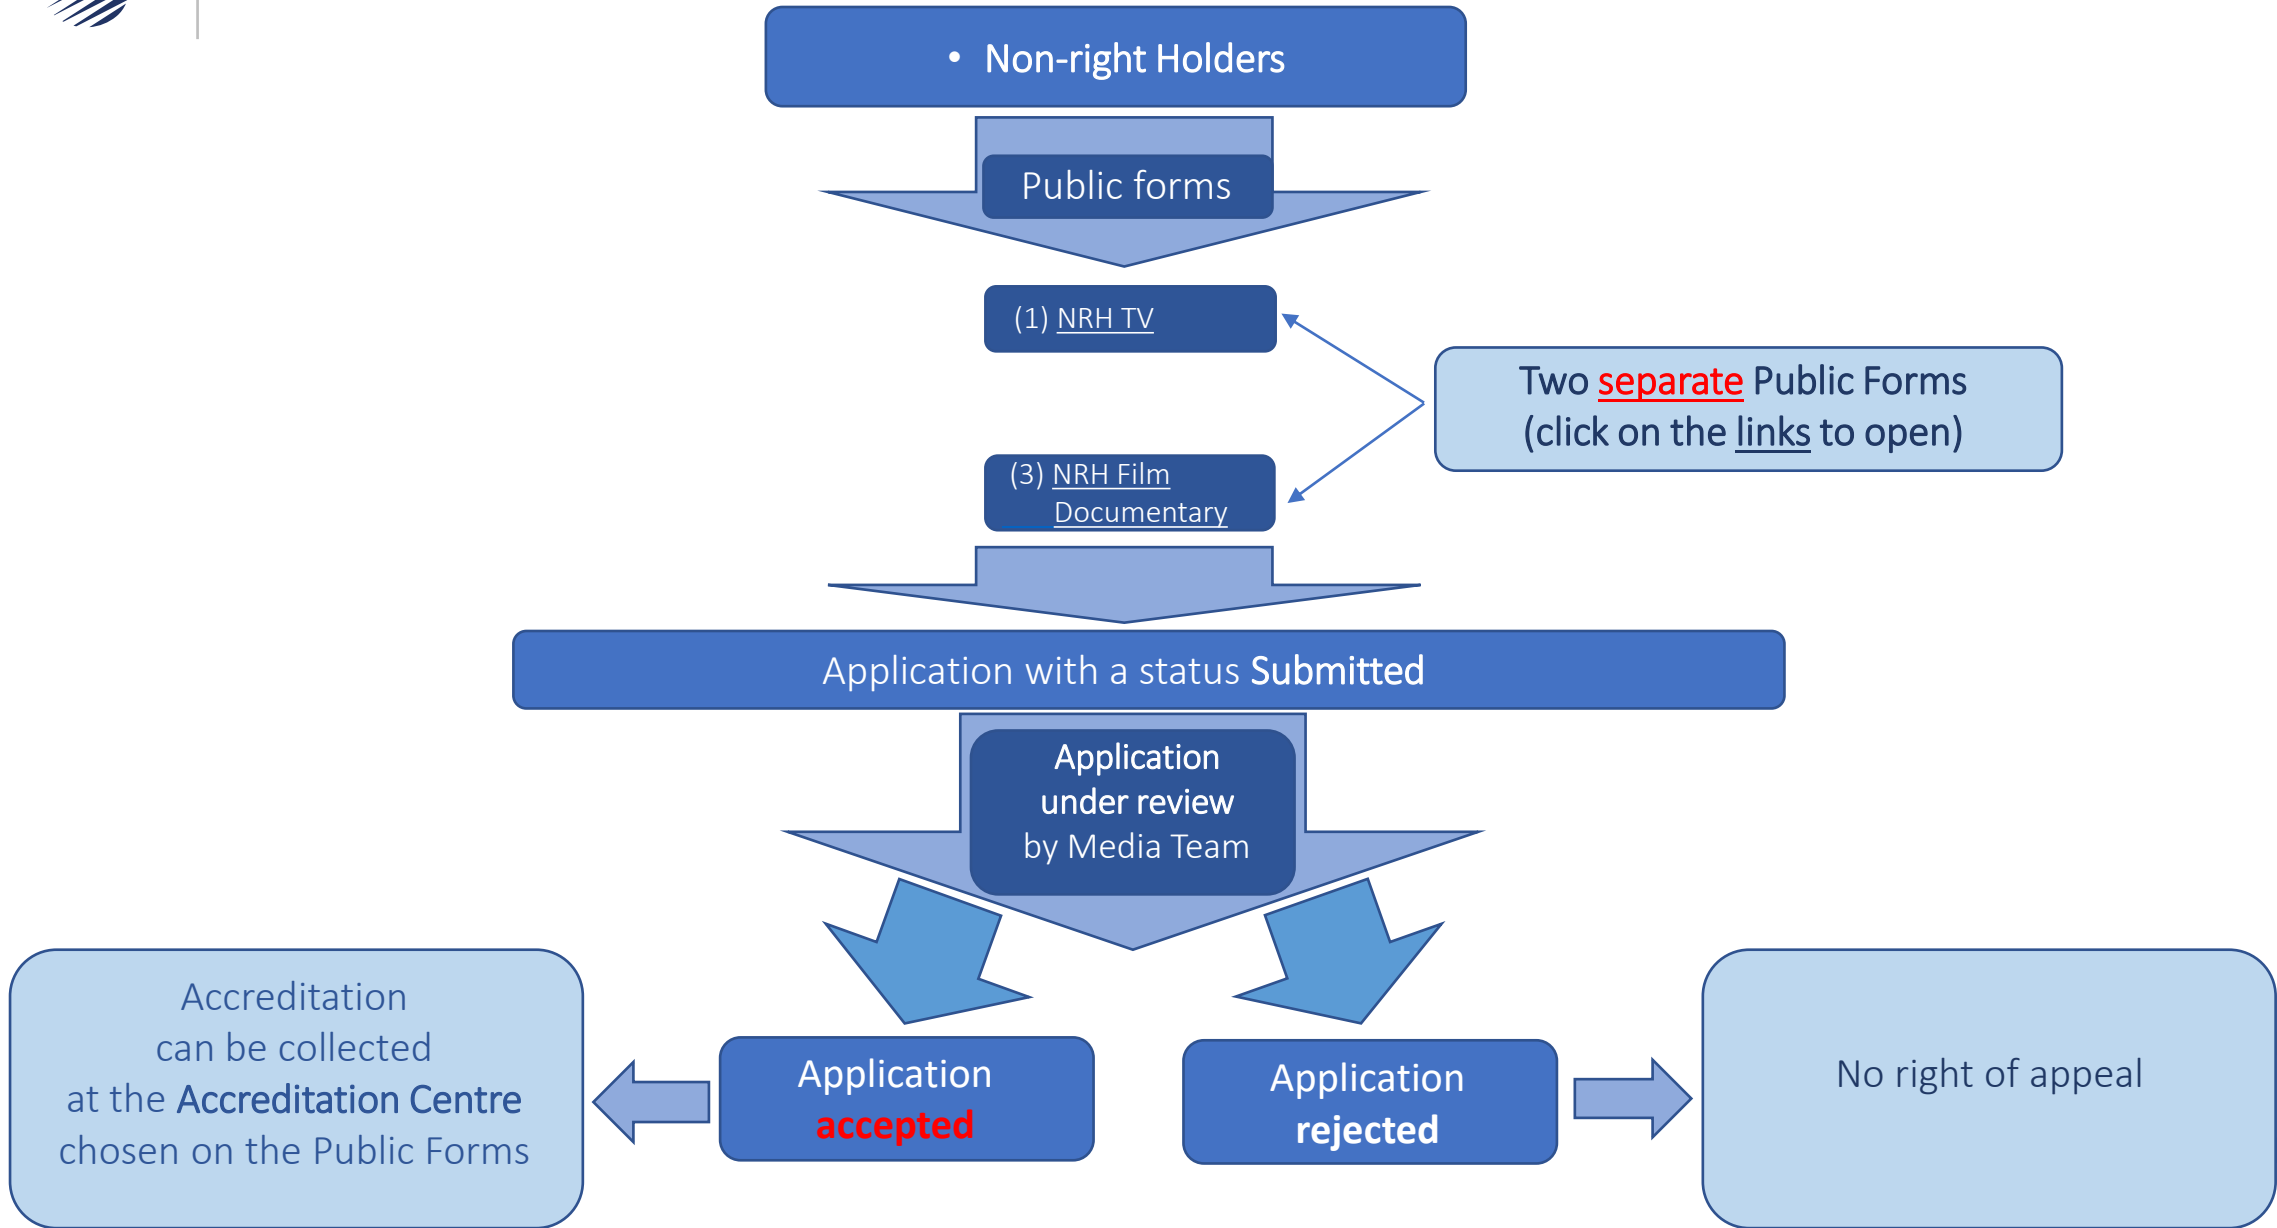 • Non-right Holders
Public forms
(1) NRH TV
Two separate Public Forms
(click on the links to open)
(3) NRH Film
Documentary
Application with a status Submitted
Application
under review
by Media Team
Accreditation
can be collected
at the Accreditation Centre
chosen on the Public Forms
Application
accepted
Application
rejected
No right of appeal